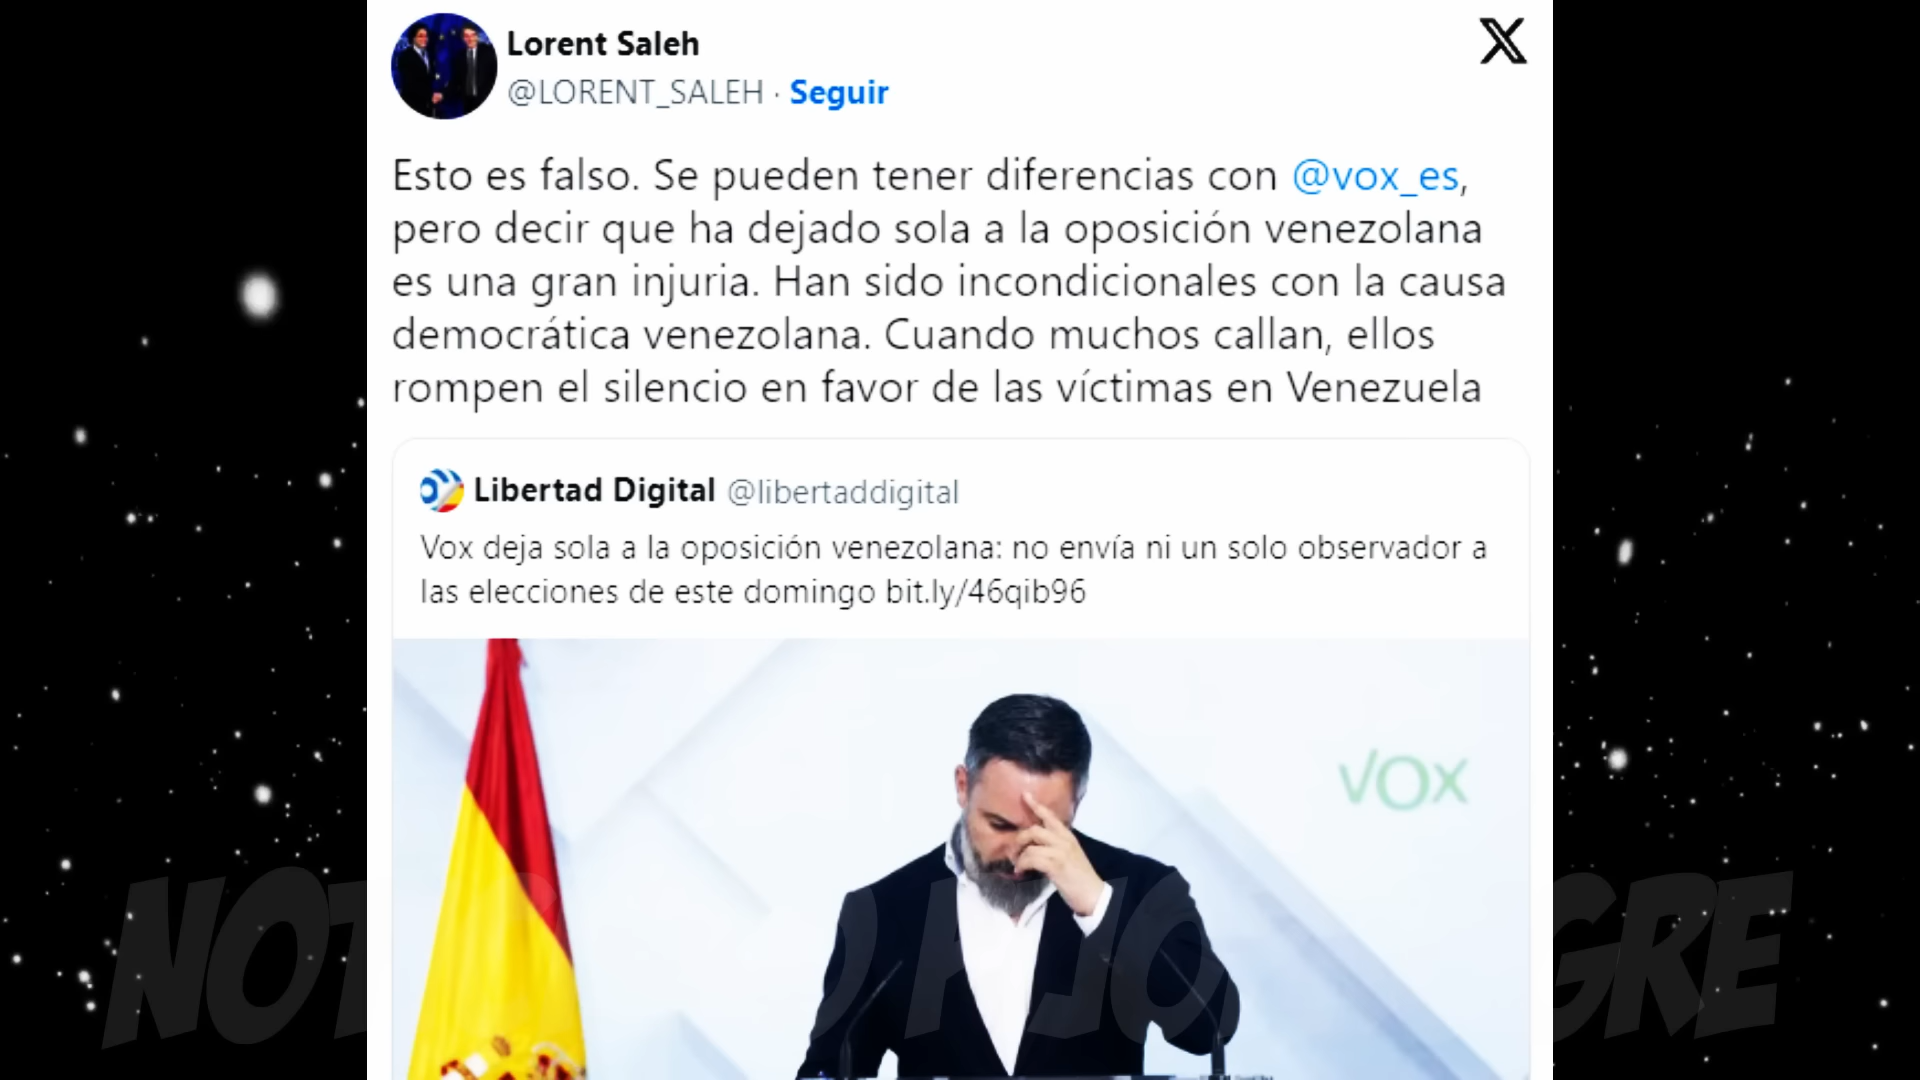 Lorent Saleh
@LORENT_SALEH · Seguir
Esto es falso. Se pueden tener diferencias con @vox_es,
pero decir que ha dejado sola a la oposición venezolana
es una gran injuria. Han sido incondicionales con la causa
democrática venezolana. Cuando muchos callan, ellos
rompen el silencio en favor de las víctimas en Venezuela
Libertad Digital @libertaddigital
Vox deja sola a la oposición venezolana: no envía ni un solo observador a
las elecciones de este domingo bit.ly/46qib96
VOX